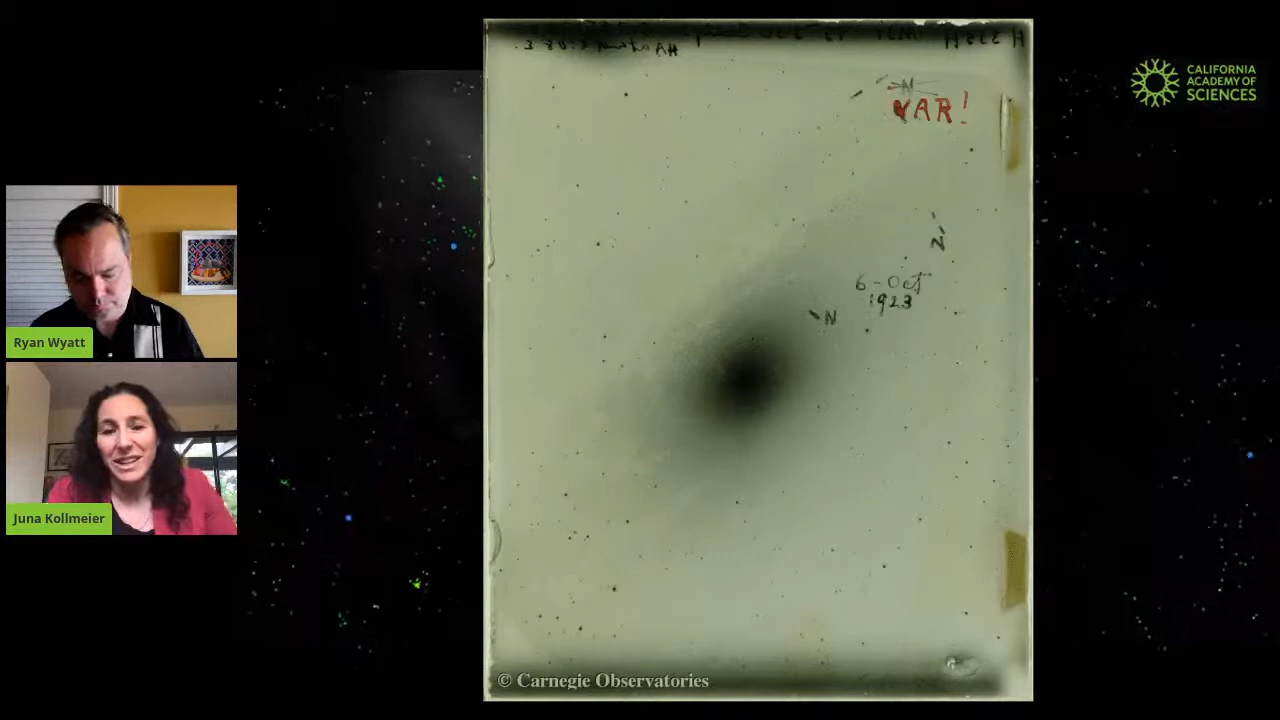 CALIFORNIA
ACADEMY OF
SCIENCES
N
VAR!
N
6-Oct
1923
N
Ryan Wyatt
Juna Kollmeier
© Carnegie Observatories